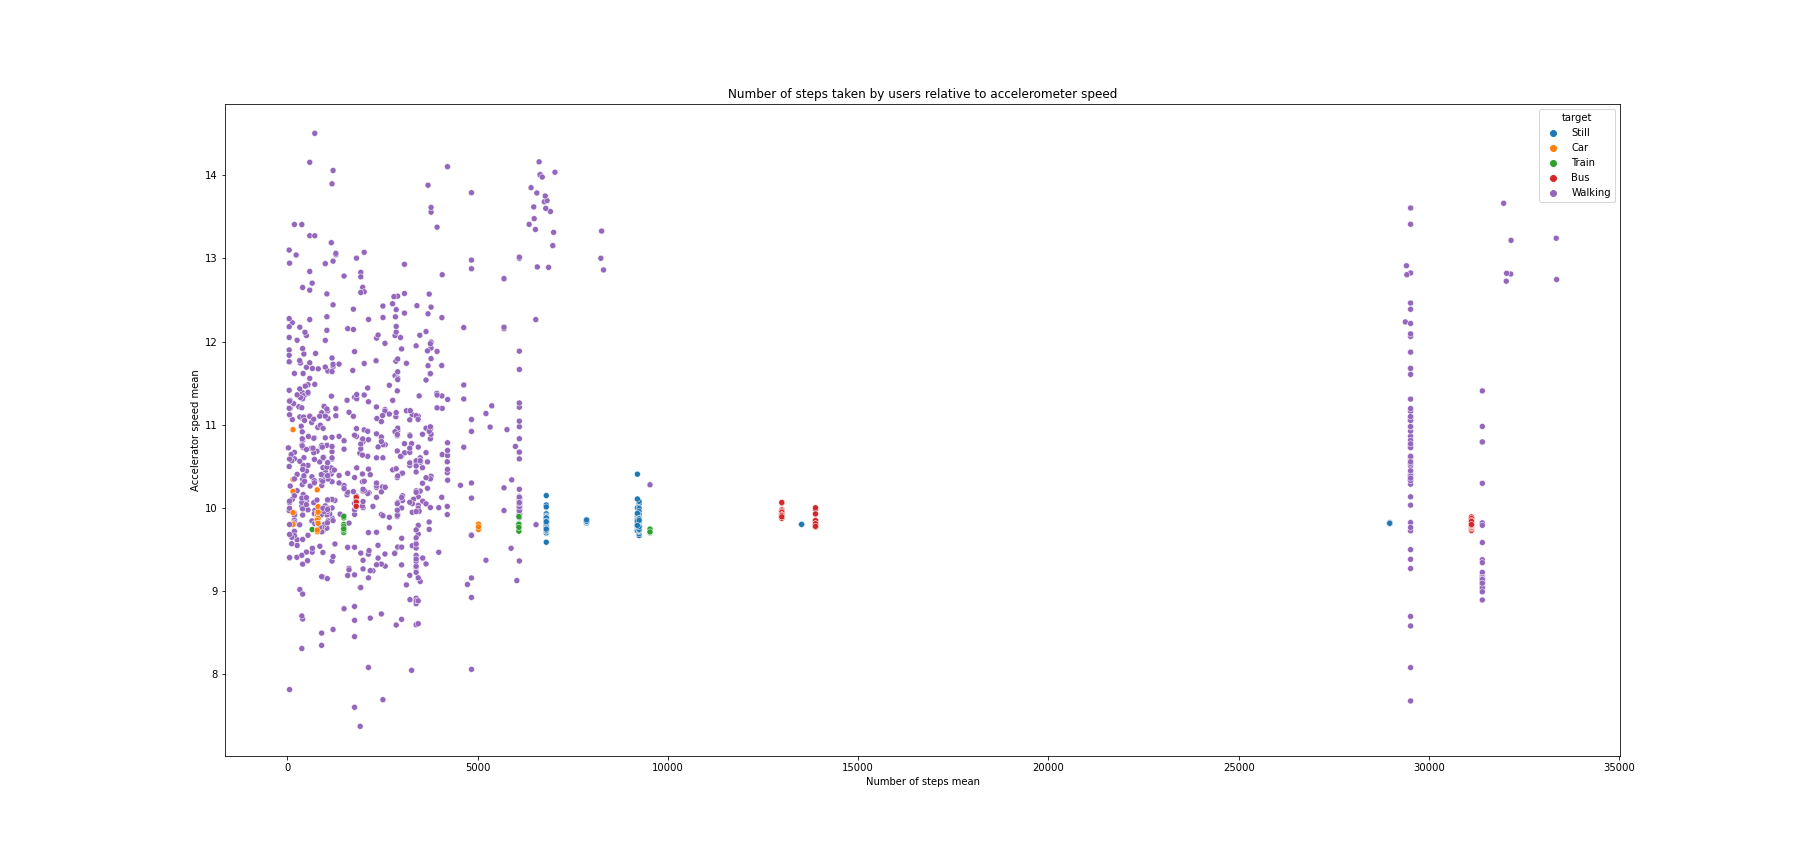 Number of steps taken by users relative to accelerometer speed
target
Still
Car
Train
Bus
Walking
14
13
12
11
10
9
8
Accelerator speed mean
0 5000 10000 15000 20000 25000 30000 35000
Number of steps mean